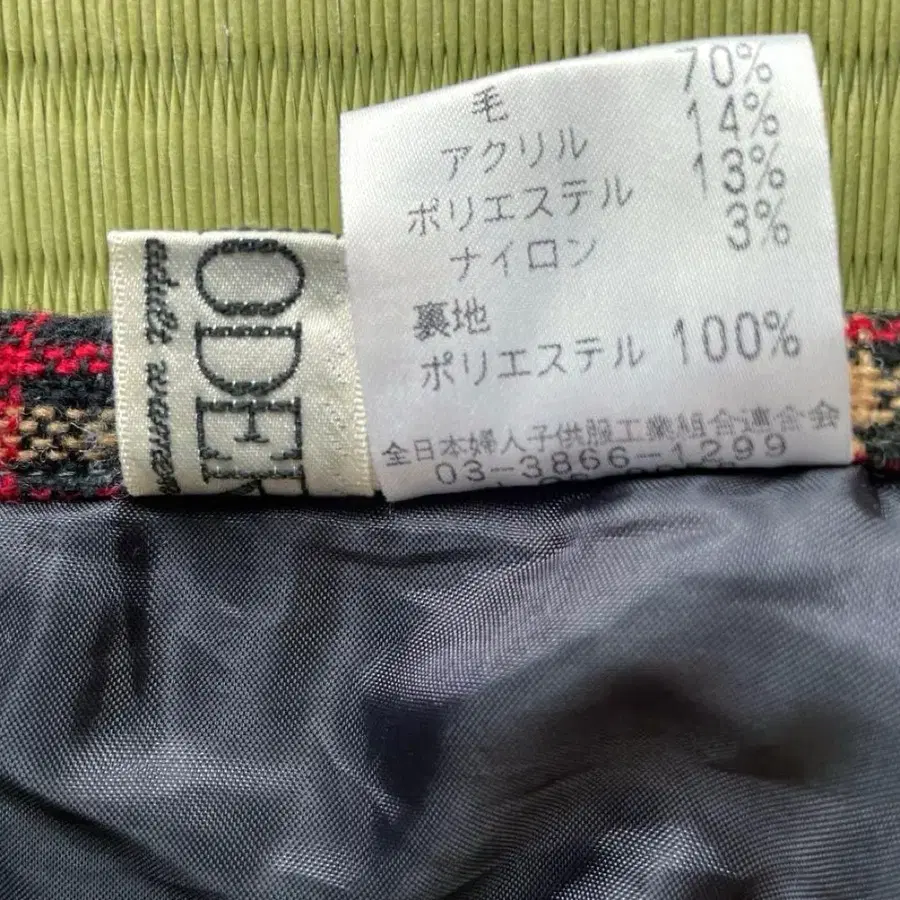 毛 70%
アクリル 14%
ポリエステル 13%
ナイロン 3%
裏地
ポリエステル 100%
全日本婦人子供服工業組合連合会
03-3866-1299
ODE
adult